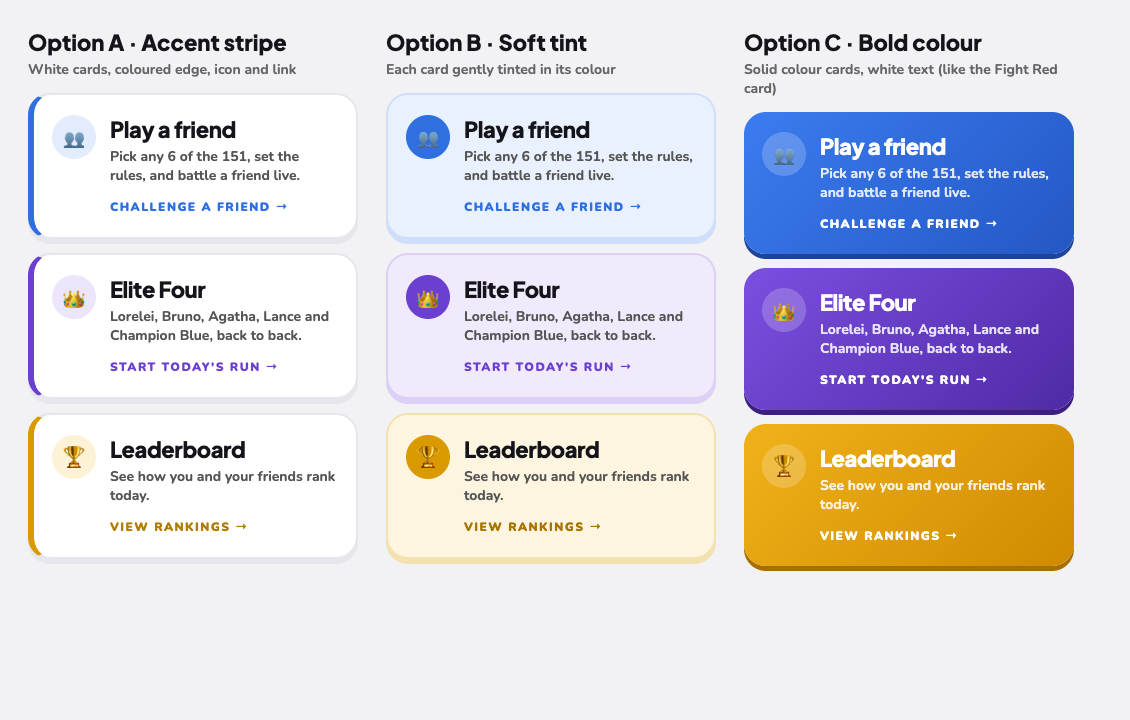 Option A · Accent stripe
White cards, coloured edge, icon and link
Play a friend
Pick any 6 of the 151, set the
rules, and battle a friend live.
CHALLENGE A FRIEND →
Elite Four
Lorelei, Bruno, Agatha, Lance and
Champion Blue, back to back.
START TODAY'S RUN →
Leaderboard
See how you and your friends rank
today.
VIEW RANKINGS →
Option B · Soft tint
Each card gently tinted in its colour
Play a friend
Pick any 6 of the 151, set the rules,
and battle a friend live.
CHALLENGE A FRIEND →
Elite Four
Lorelei, Bruno, Agatha, Lance and
Champion Blue, back to back.
START TODAY'S RUN →
Leaderboard
See how you and your friends rank
today.
VIEW RANKINGS →
Option C · Bold colour
Solid colour cards, white text (like the Fight Red
card)
Play a friend
Pick any 6 of the 151, set the rules,
and battle a friend live.
CHALLENGE A FRIEND →
Elite Four
Lorelei, Bruno, Agatha, Lance and
Champion Blue, back to back.
START TODAY'S RUN →
Leaderboard
See how you and your friends rank
today.
VIEW RANKINGS →